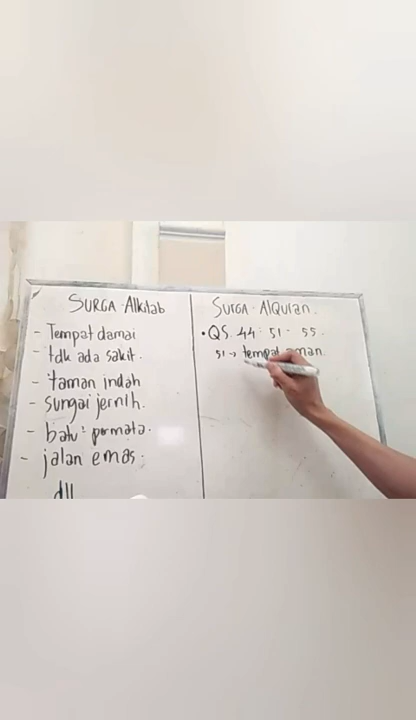 SURGA Alkitab
- Tempat damai
- tdk ada sakit.
- taman indah
- sungai jernih.
- batu² permata.
- jalan emas.
dll
SURGA AlQuran.
• QS. 44 : 51 - 55.
51 → tempat aman